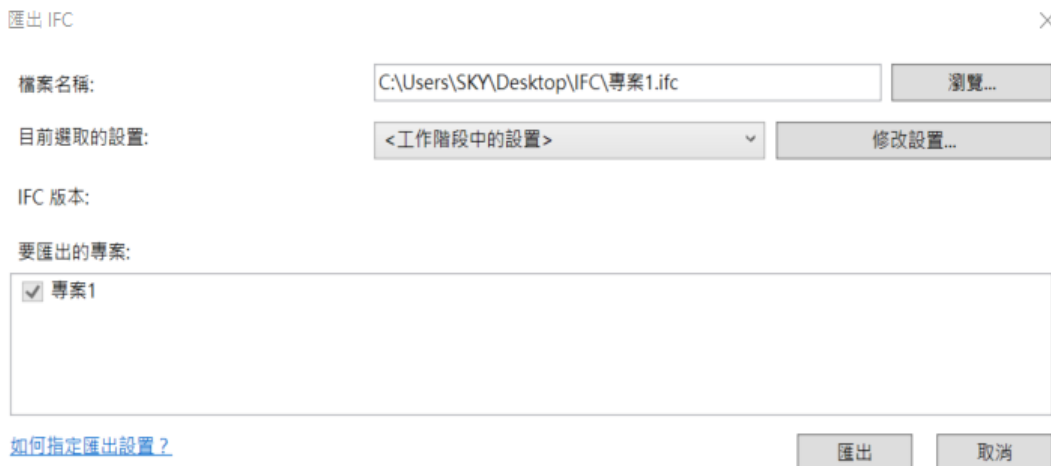 匯出 IFC
檔案名稱: C:\Users\SKY\Desktop\IFC\專案1.ifc 瀏覽...
目前選取的設置: <工作階段中的設置> 修改設置...
IFC 版本:
要匯出的專案:
專案1
如何指定匯出設置？ 匯出 取消